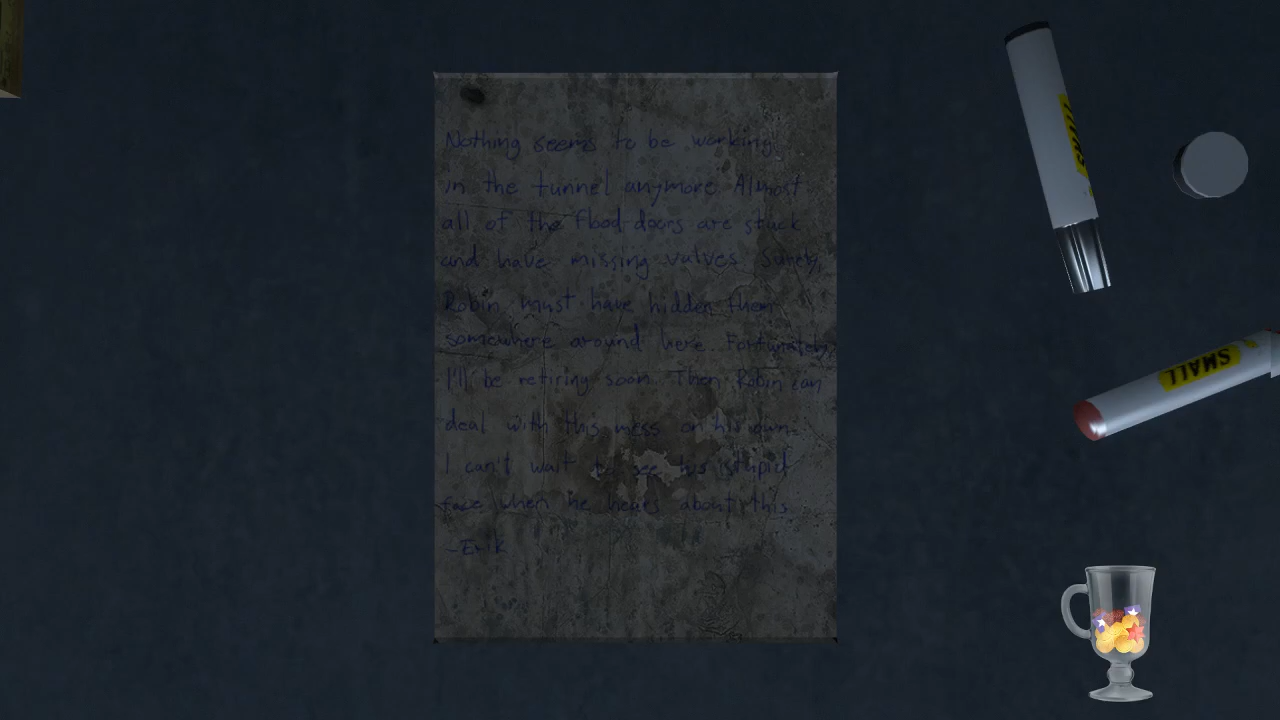 Nothing seems to be working
in the tunnel anymore. Almost
all of the flood-doors are stuck
and have missing valves. Surely,
Robin must have hidden them
somewhere around here. Fortunately,
I'll be retiring soon. Then Robin can
deal with this mess on his own.
I can't wait to see his stupid
face when he hears about this.
-Erik
SMALL